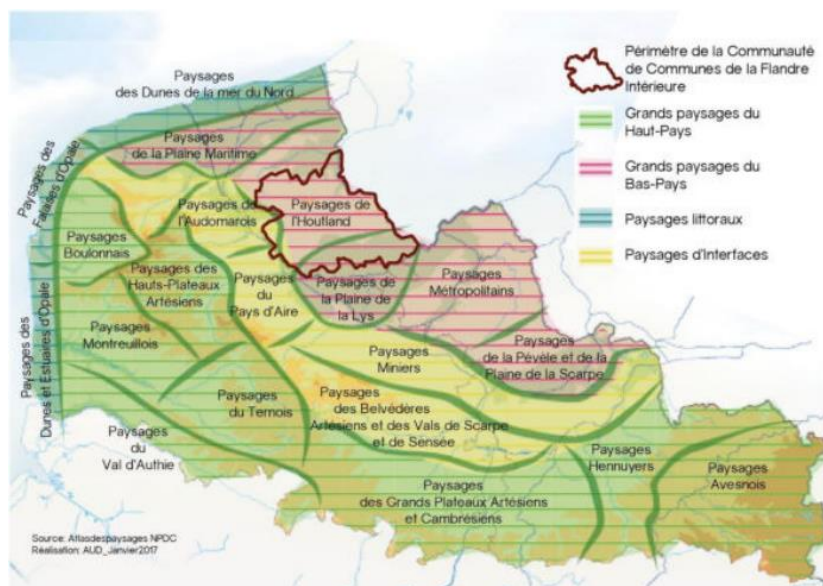 Paysages
des Dunes de la mer du Nord
Paysages
de la Plaine Maritime
Paysages des
Falaises d'Opale
Paysages de
l'Audomarois
Paysages de
l'Houtland
Paysages
Boulonnais
Paysages des
Hauts-Plateaux
Artésiens
Paysages
du
Pays d'Aire
Paysages de
la Plaine de
la Lys
Paysages
Métropolitains
Paysages des
Dunes et Estuaires d'Opale
Paysages
Montreuillois
Paysages
Miniers
Paysages
de la Pévèle et de la
Plaine de la Scarpe
Paysages
du Ternois
Paysages
des Belvédères
Artésiens et des Vals de Scarpe
et de Sensée
Paysages
du
Val d'Authie
Paysages
Hennuyers
Paysages
Avesnois
Paysages
des Grands Plateaux Artésiens
et Cambrésiens
Périmètre de la Communauté
de Communes de la Flandre
Intérieure
Grands paysages du
Haut-Pays
Grands paysages du
Bas-Pays
Paysages littoraux
Paysages d'Interfaces
Source: Atlasdespaysages NPDC
Réalisation: AUD_Janvier2017